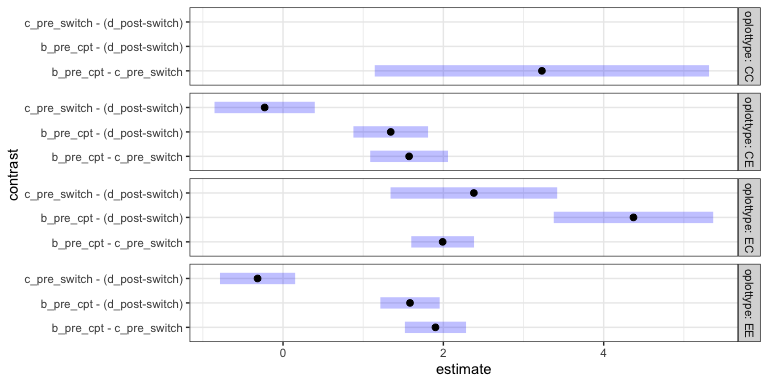 c_pre_switch - (d_post-switch)
b_pre_cpt - (d_post-switch)
b_pre_cpt - c_pre_switch
oplottype: CC
c_pre_switch - (d_post-switch)
b_pre_cpt - (d_post-switch)
b_pre_cpt - c_pre_switch
oplottype: CE
contrast
c_pre_switch - (d_post-switch)
b_pre_cpt - (d_post-switch)
b_pre_cpt - c_pre_switch
oplottype: EC
c_pre_switch - (d_post-switch)
b_pre_cpt - (d_post-switch)
b_pre_cpt - c_pre_switch
oplottype: EE
0 2 4
estimate